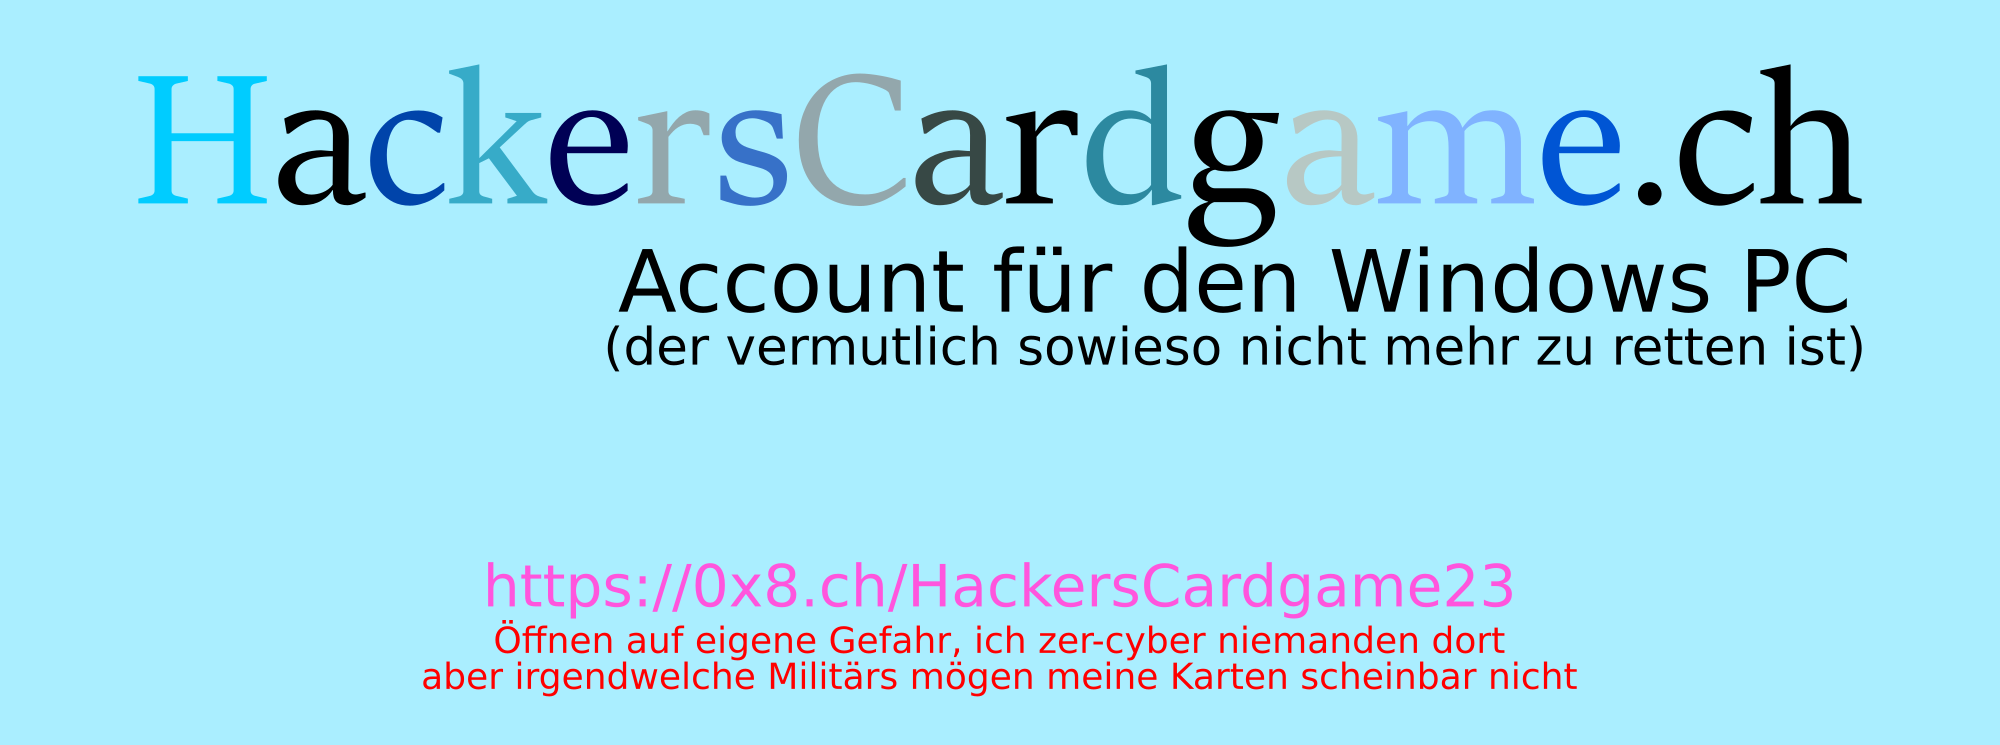 HackersCardgame.ch
Account für den Windows PC
(der vermutlich sowieso nicht mehr zu retten ist)
https://0x8.ch/HackersCardgame23
Öffnen auf eigene Gefahr, ich zer-cyber niemanden dort
aber irgendwelche Militärs mögen meine Karten scheinbar nicht